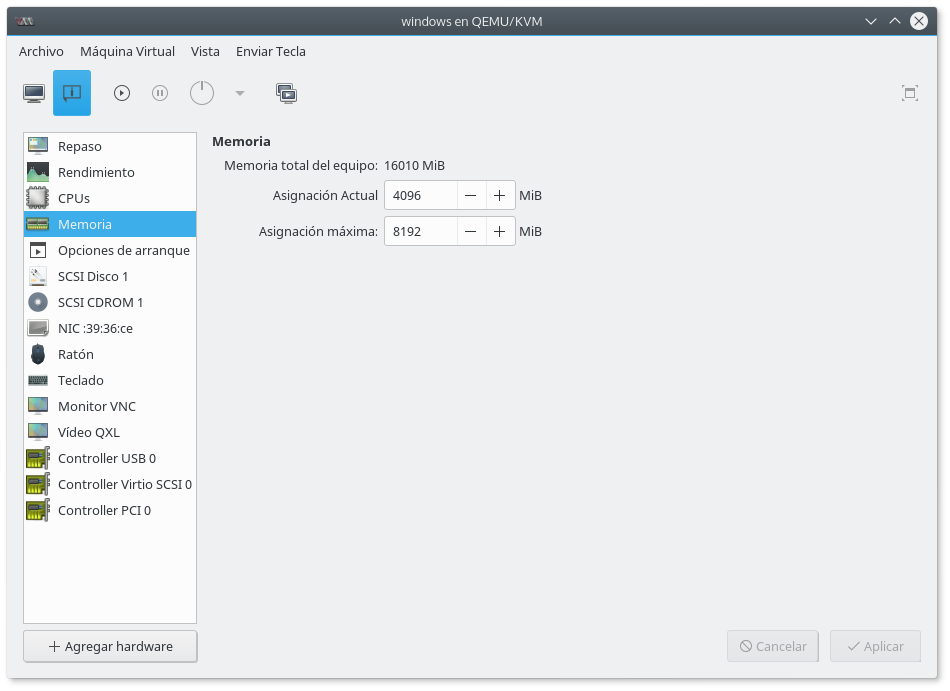 windows en QEMU/KVM
Archivo Máquina Virtual Vista Enviar Tecla
Repaso
Rendimiento
CPUs
Memoria
Opciones de arranque
SCSI Disco 1
SCSI CDROM 1
NIC :39:36:ce
Ratón
Teclado
Monitor VNC
Vídeo QXL
Controller USB 0
Controller Virtio SCSI 0
Controller PCI 0
Agregar hardware
Memoria
Memoria total del equipo: 16010 MiB
Asignación Actual 4096 MiB
Asignación máxima: 8192 MiB
Cancelar Aplicar